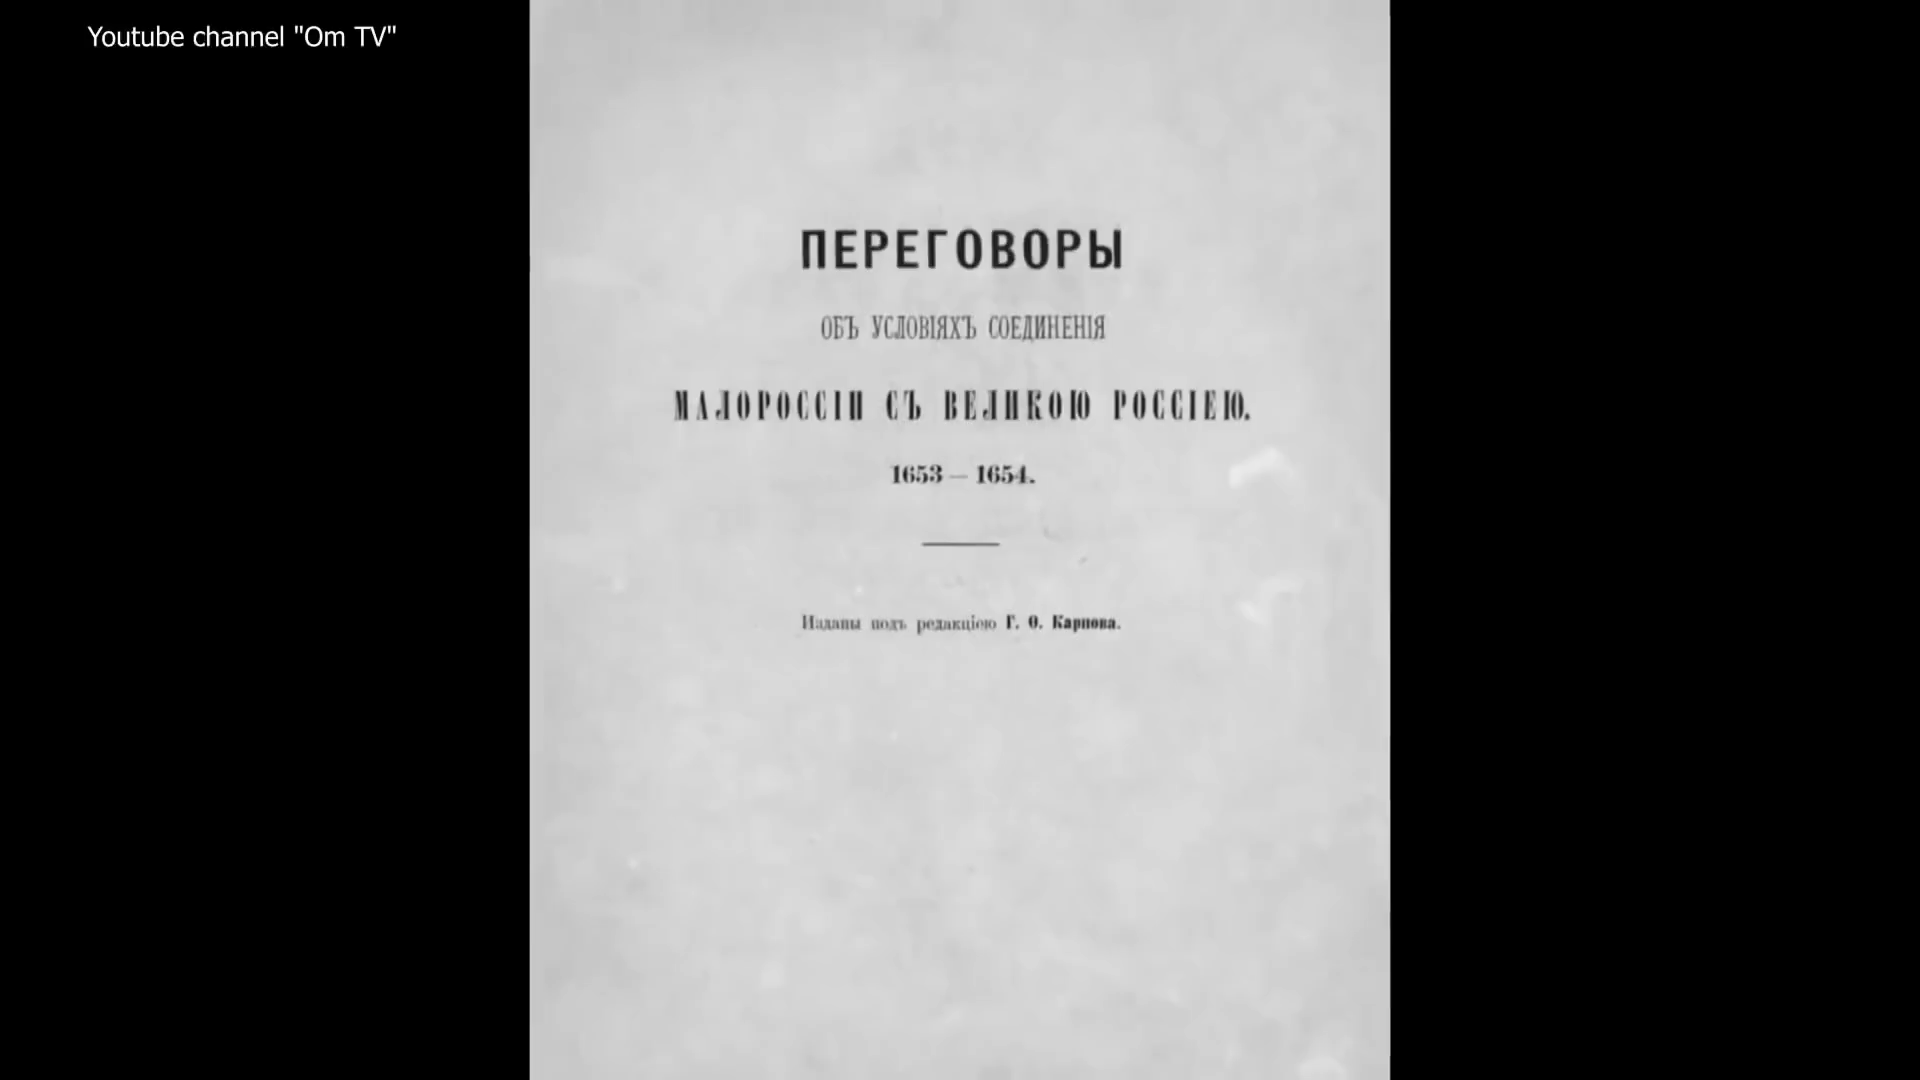 Youtube channel "Om TV"
ПЕРЕГОВОРЫ
ОБЪ УСЛОВІЯХЪ СОЕДИНЕНІЯ
МАЛОРОССІИ СЪ ВЕЛИКОЮ РОССІЕЮ.
1653 — 1654.
Изданы подъ редакціею Г. Ѳ. Карпова.